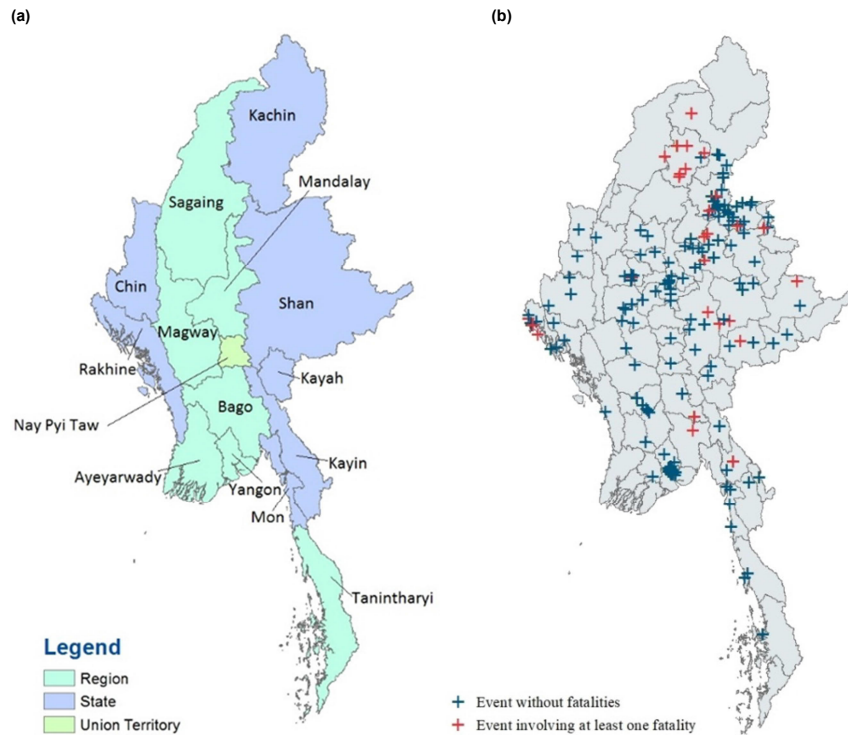 (a)
(b)
Kachin
Mandalay
Sagaing
Chin
Shan
Magway
Rakhine
Kayah
Nay Pyi Taw
Bago
Kayin
Ayeyarwady
Yangon
Mon
Tanintharyi
Legend
Region
State
Union Territory
Event without fatalities
Event involving at least one fatality